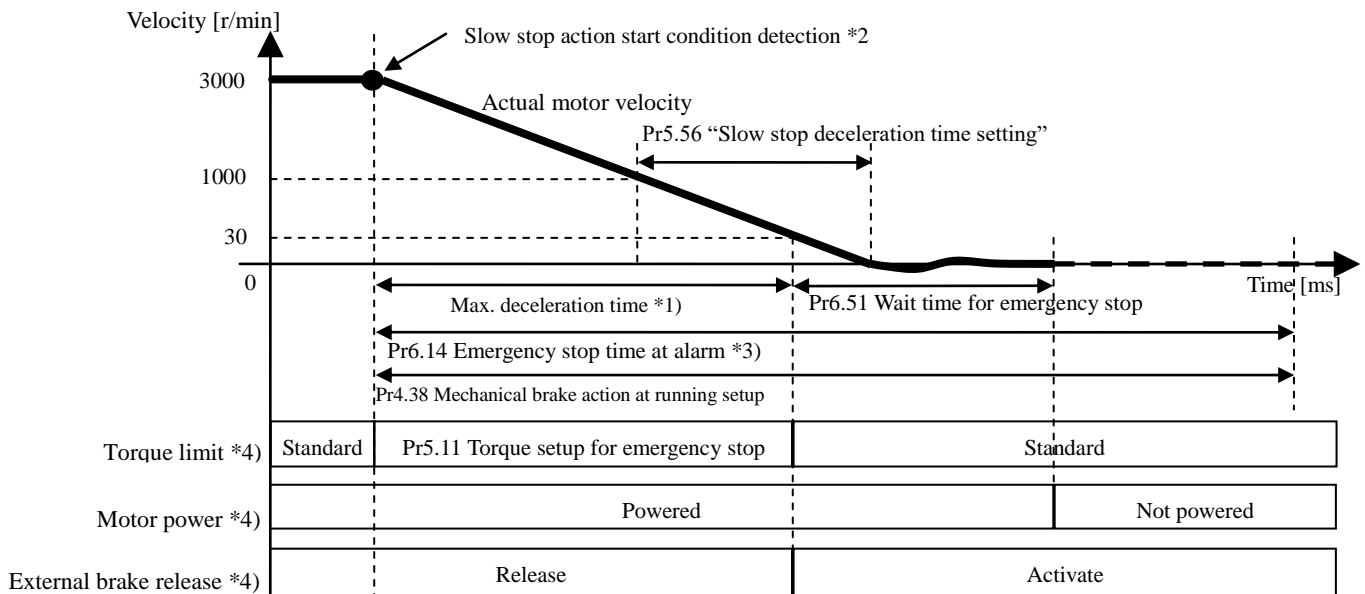 Velocity [r/min]
Slow stop action start condition detection *2
3000
Actual motor velocity
Pr5.56 “Slow stop deceleration time setting”
1000
30
0
Time [ms]
Max. deceleration time *1)
Pr6.51 Wait time for emergency stop
Pr6.14 Emergency stop time at alarm *3)
Pr4.38 Mechanical brake action at running setup
Torque limit *4)
Standard
Pr5.11 Torque setup for emergency stop
Standard
Motor power *4)
Powered
Not powered
External brake release *4)
Release
Activate